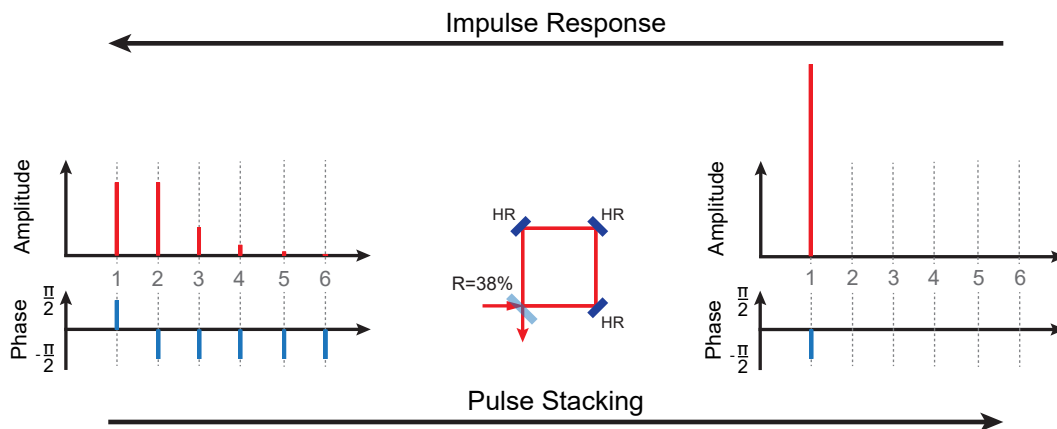 Impulse Response
Amplitude
1 2 3 4 5 6
Phase
π/2
-π/2
HR HR
R=38%
HR
Amplitude
1 2 3 4 5 6
Phase
π/2
-π/2
Pulse Stacking